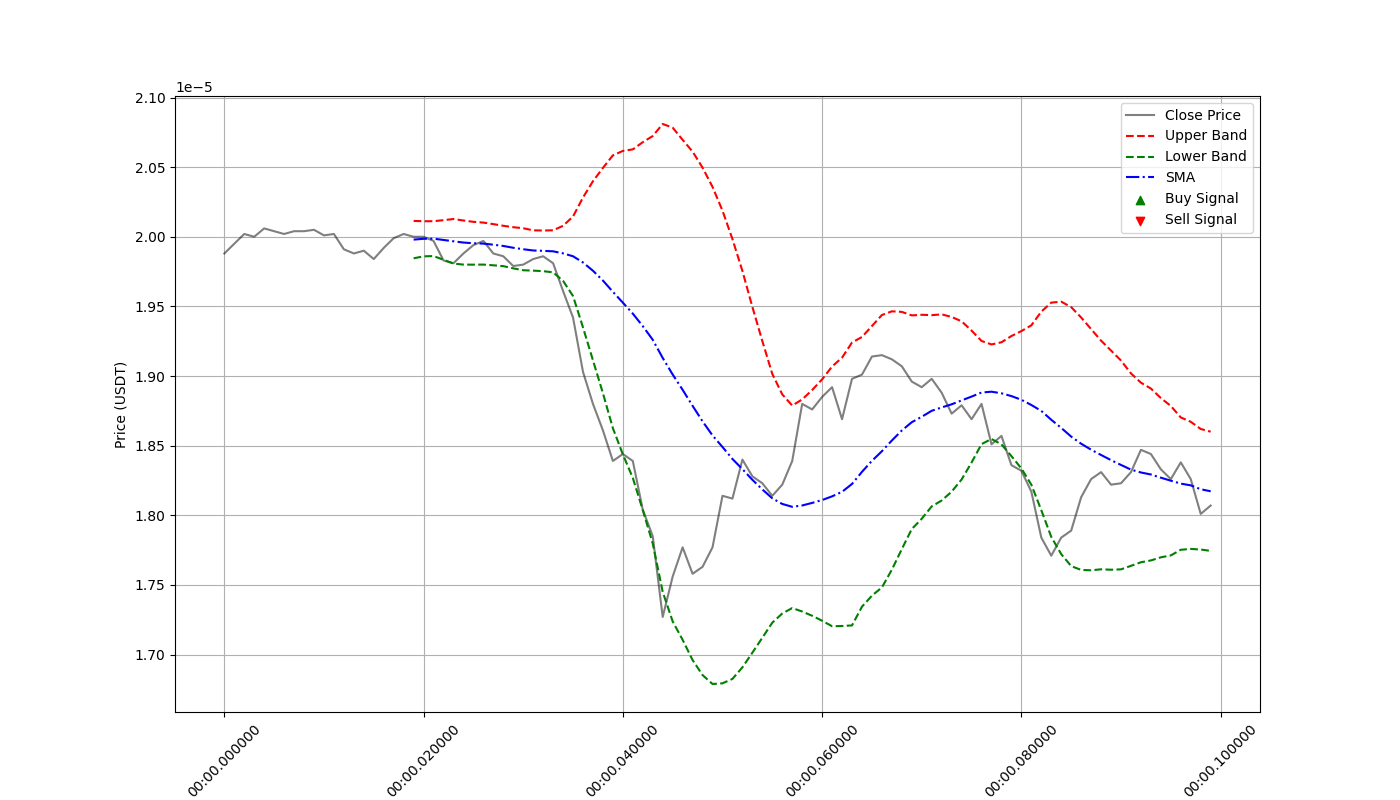 1e−5
2.10
2.05
2.00
1.95
1.90
1.85
1.80
1.75
1.70
Price (USDT)
Close Price
Upper Band
Lower Band
SMA
Buy Signal
Sell Signal
00:00.000000
00:00.020000
00:00.040000
00:00.060000
00:00.080000
00:00.100000